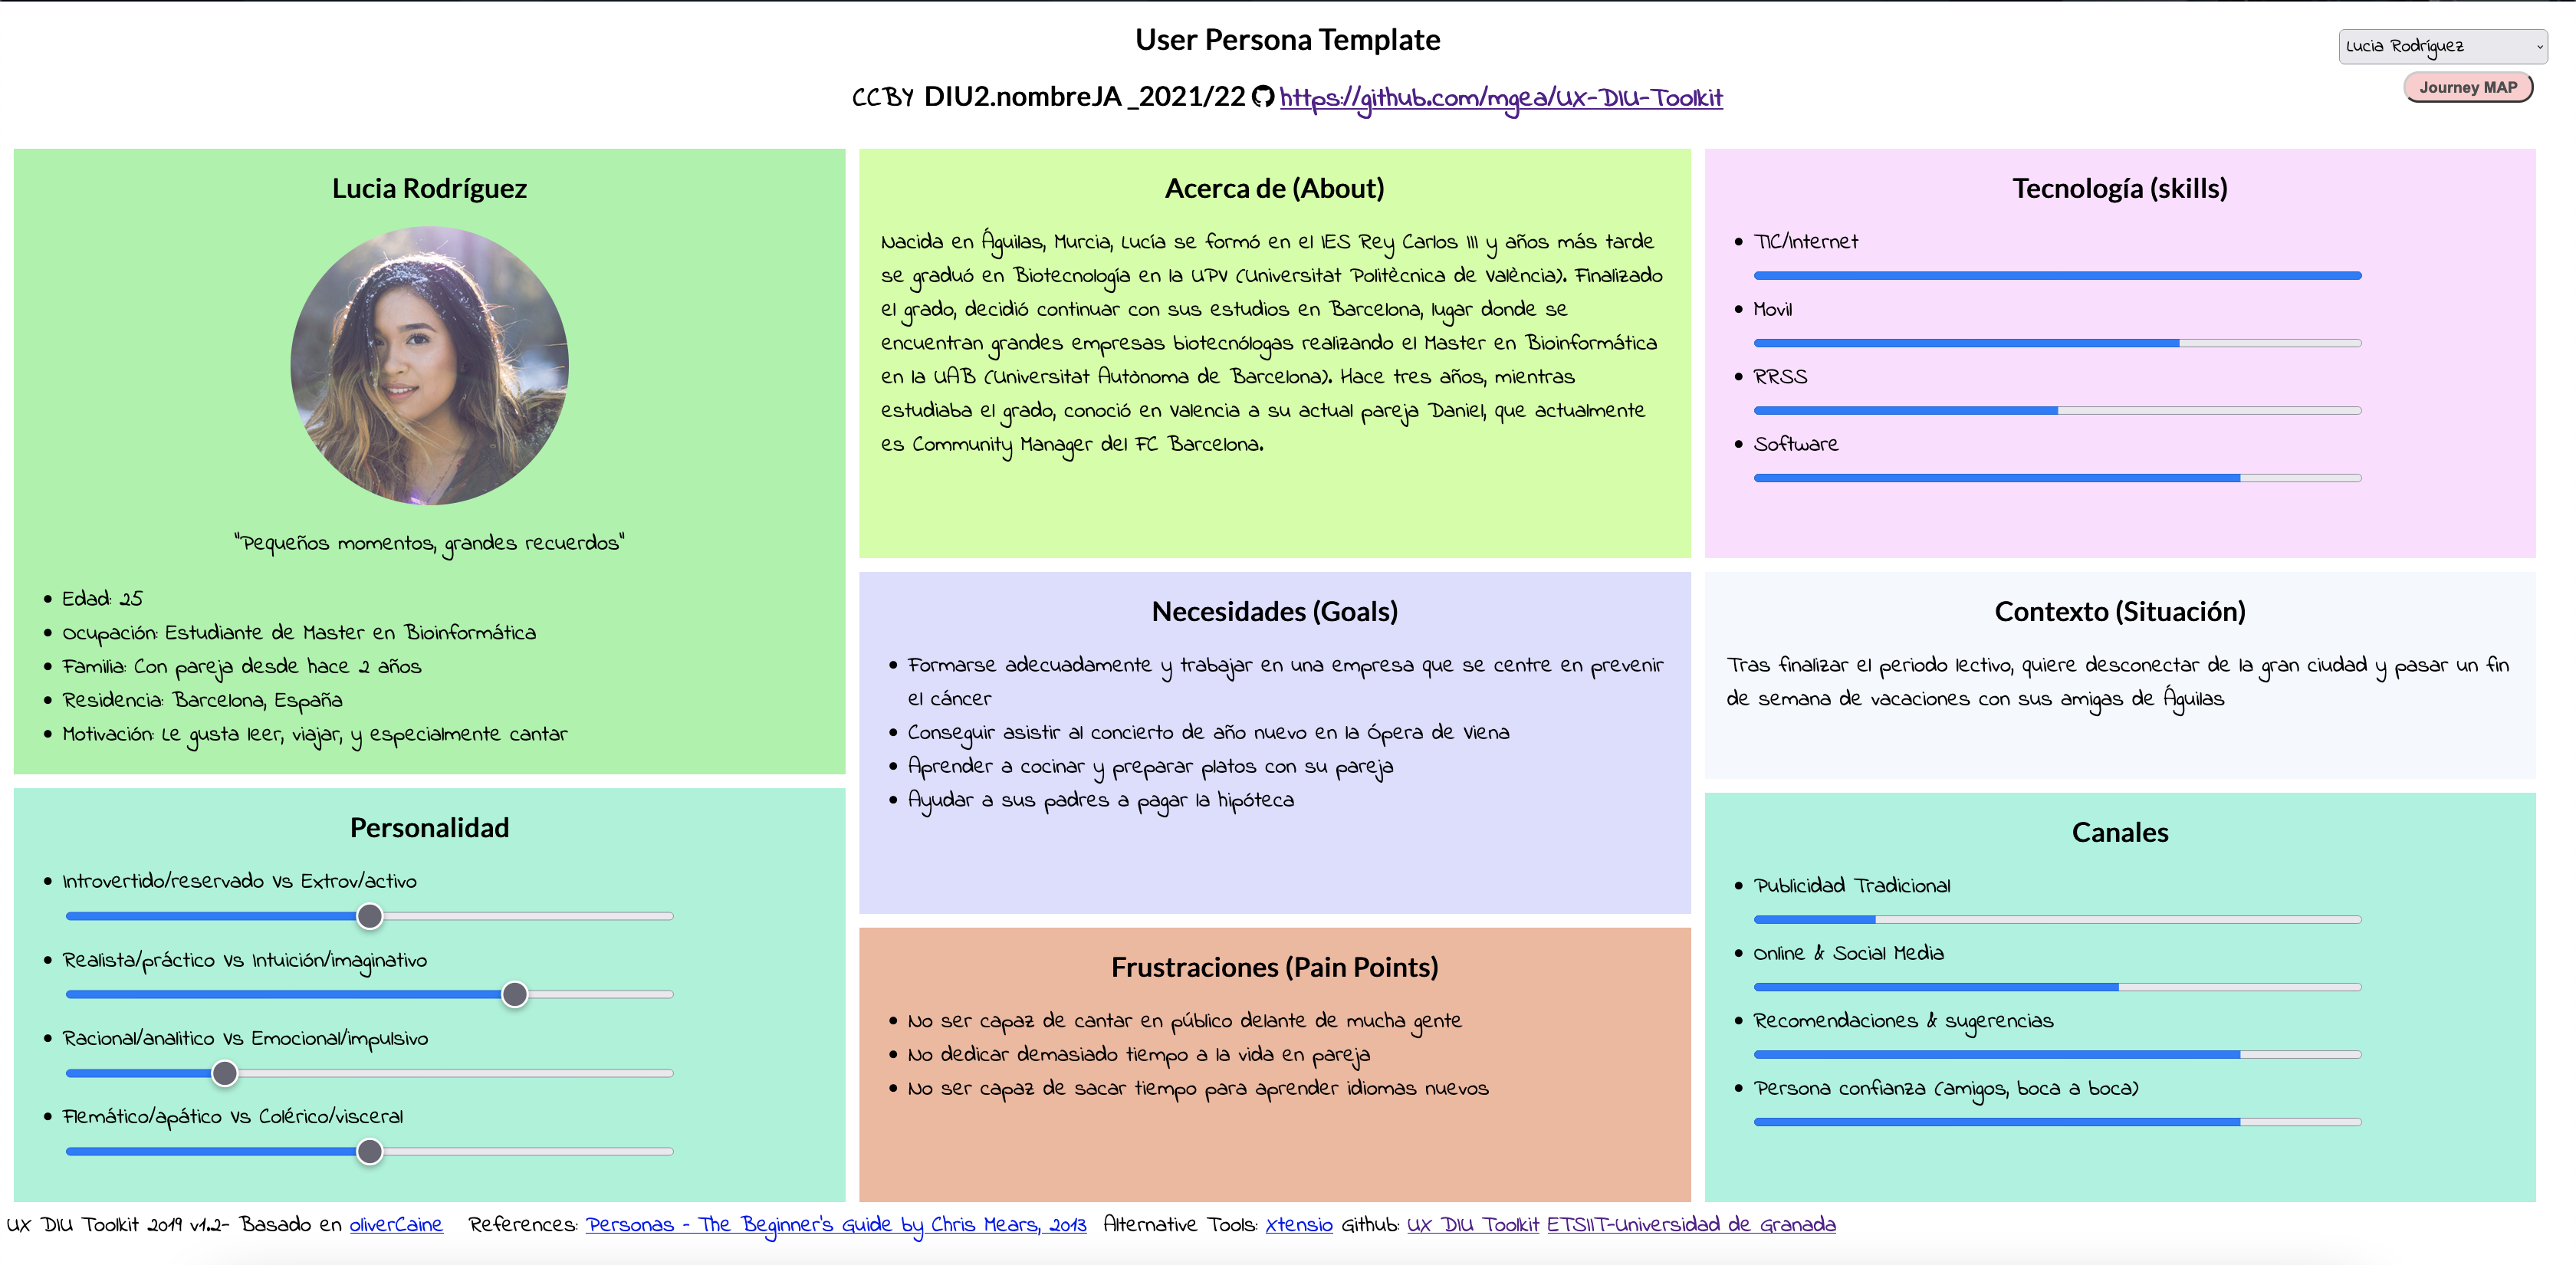 User Persona Template
Lucia Rodríguez
CCBY DIU2.nombreJA _2021/22 https://github.com/mgea/UX-DIU-Toolkit
Journey MAP
Lucia Rodríguez
"Pequeños momentos, grandes recuerdos"
Edad: 25
Ocupación: Estudiante de Master en Bioinformática
Familia: Con pareja desde hace 2 años
Residencia: Barcelona, España
Motivación: Le gusta leer, viajar, y especialmente cantar
Personalidad
Introvertido/reservado Vs Extrov/activo
Realista/práctico Vs Intuición/imaginativo
Racional/analitico Vs Emocional/impulsivo
Flemático/apático Vs Colérico/visceral
Acerca de (About)
Nacida en Águilas, Murcia, Lucía se formó en el IES Rey Carlos III y años más tarde
se graduó en Biotecnología en la UPV (Universitat Politècnica de València). Finalizado
el grado, decidió continuar con sus estudios en Barcelona, lugar donde se
encuentran grandes empresas biotecnólogas realizando el Master en Bioinformática
en la UAB (Universitat Autònoma de Barcelona). Hace tres años, mientras
estudiaba el grado, conoció en Valencia a su actual pareja Daniel, que actualmente
es Community Manager del FC Barcelona.
Necesidades (Goals)
Formarse adecuadamente y trabajar en una empresa que se centre en prevenir
el cáncer
Conseguir asistir al concierto de año nuevo en la Ópera de Viena
Aprender a cocinar y preparar platos con su pareja
Ayudar a sus padres a pagar la hipóteca
Frustraciones (Pain Points)
No ser capaz de cantar en público delante de mucha gente
No dedicar demasiado tiempo a la vida en pareja
No ser capaz de sacar tiempo para aprender idiomas nuevos
Tecnología (skills)
TIC/Internet
Movil
RRSS
Software
Contexto (Situación)
Tras finalizar el periodo lectivo, quiere desconectar de la gran ciudad y pasar un fin
de semana de vacaciones con sus amigas de Águilas
Canales
Publicidad Tradicional
Online & Social Media
Recomendaciones & sugerencias
Persona confianza (amigos, boca a boca)
UX DIU Toolkit 2019 v1.2- Basado en oliverCaine References: Personas - The Beginner's Guide by Chris Mears, 2013 Alternative Tools: Xtensio Github: UX DIU Toolkit ETSIIT-Universidad de Granada